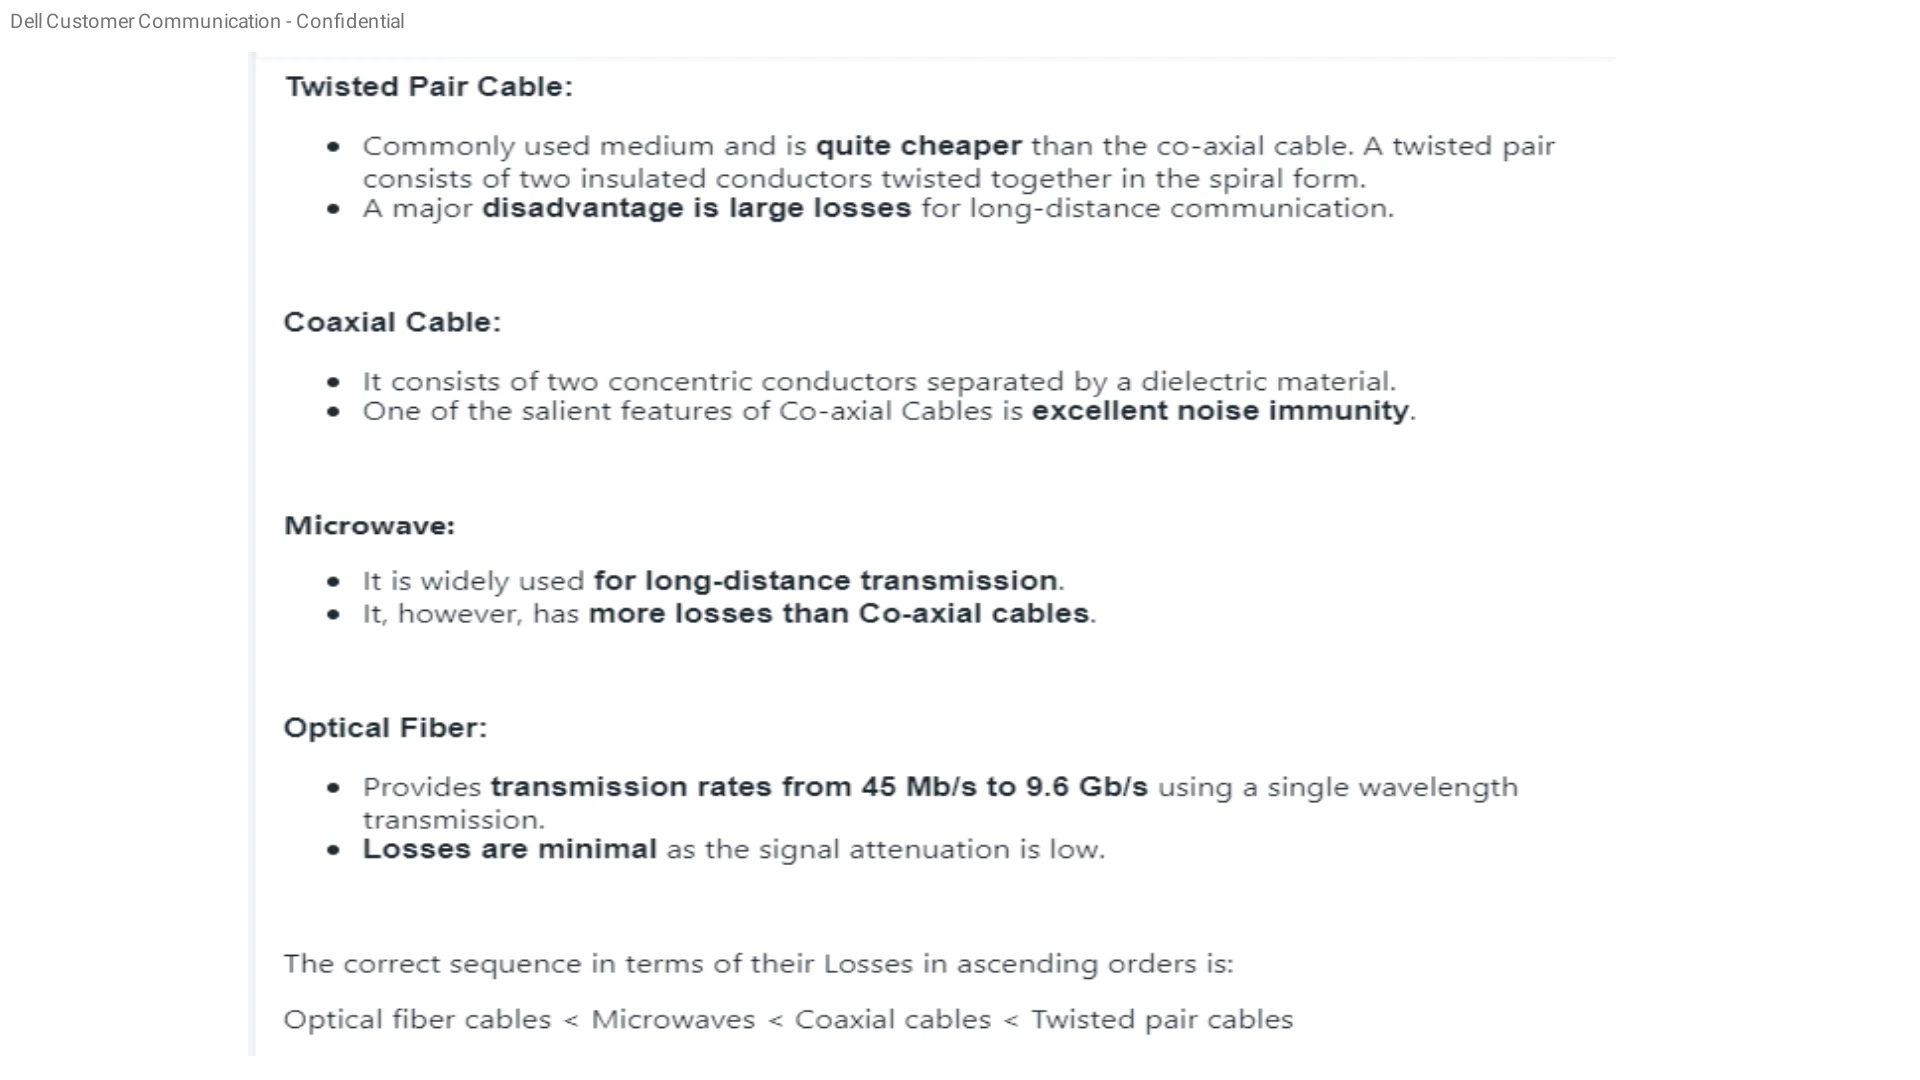 Dell Customer Communication - Confidential
Twisted Pair Cable:
• Commonly used medium and is quite cheaper than the co-axial cable. A twisted pair
consists of two insulated conductors twisted together in the spiral form.
• A major disadvantage is large losses for long-distance communication.
Coaxial Cable:
• It consists of two concentric conductors separated by a dielectric material.
• One of the salient features of Co-axial Cables is excellent noise immunity.
Microwave:
• It is widely used for long-distance transmission.
• It, however, has more losses than Co-axial cables.
Optical Fiber:
• Provides transmission rates from 45 Mb/s to 9.6 Gb/s using a single wavelength
transmission.
• Losses are minimal as the signal attenuation is low.
The correct sequence in terms of their Losses in ascending orders is:
Optical fiber cables < Microwaves < Coaxial cables < Twisted pair cables